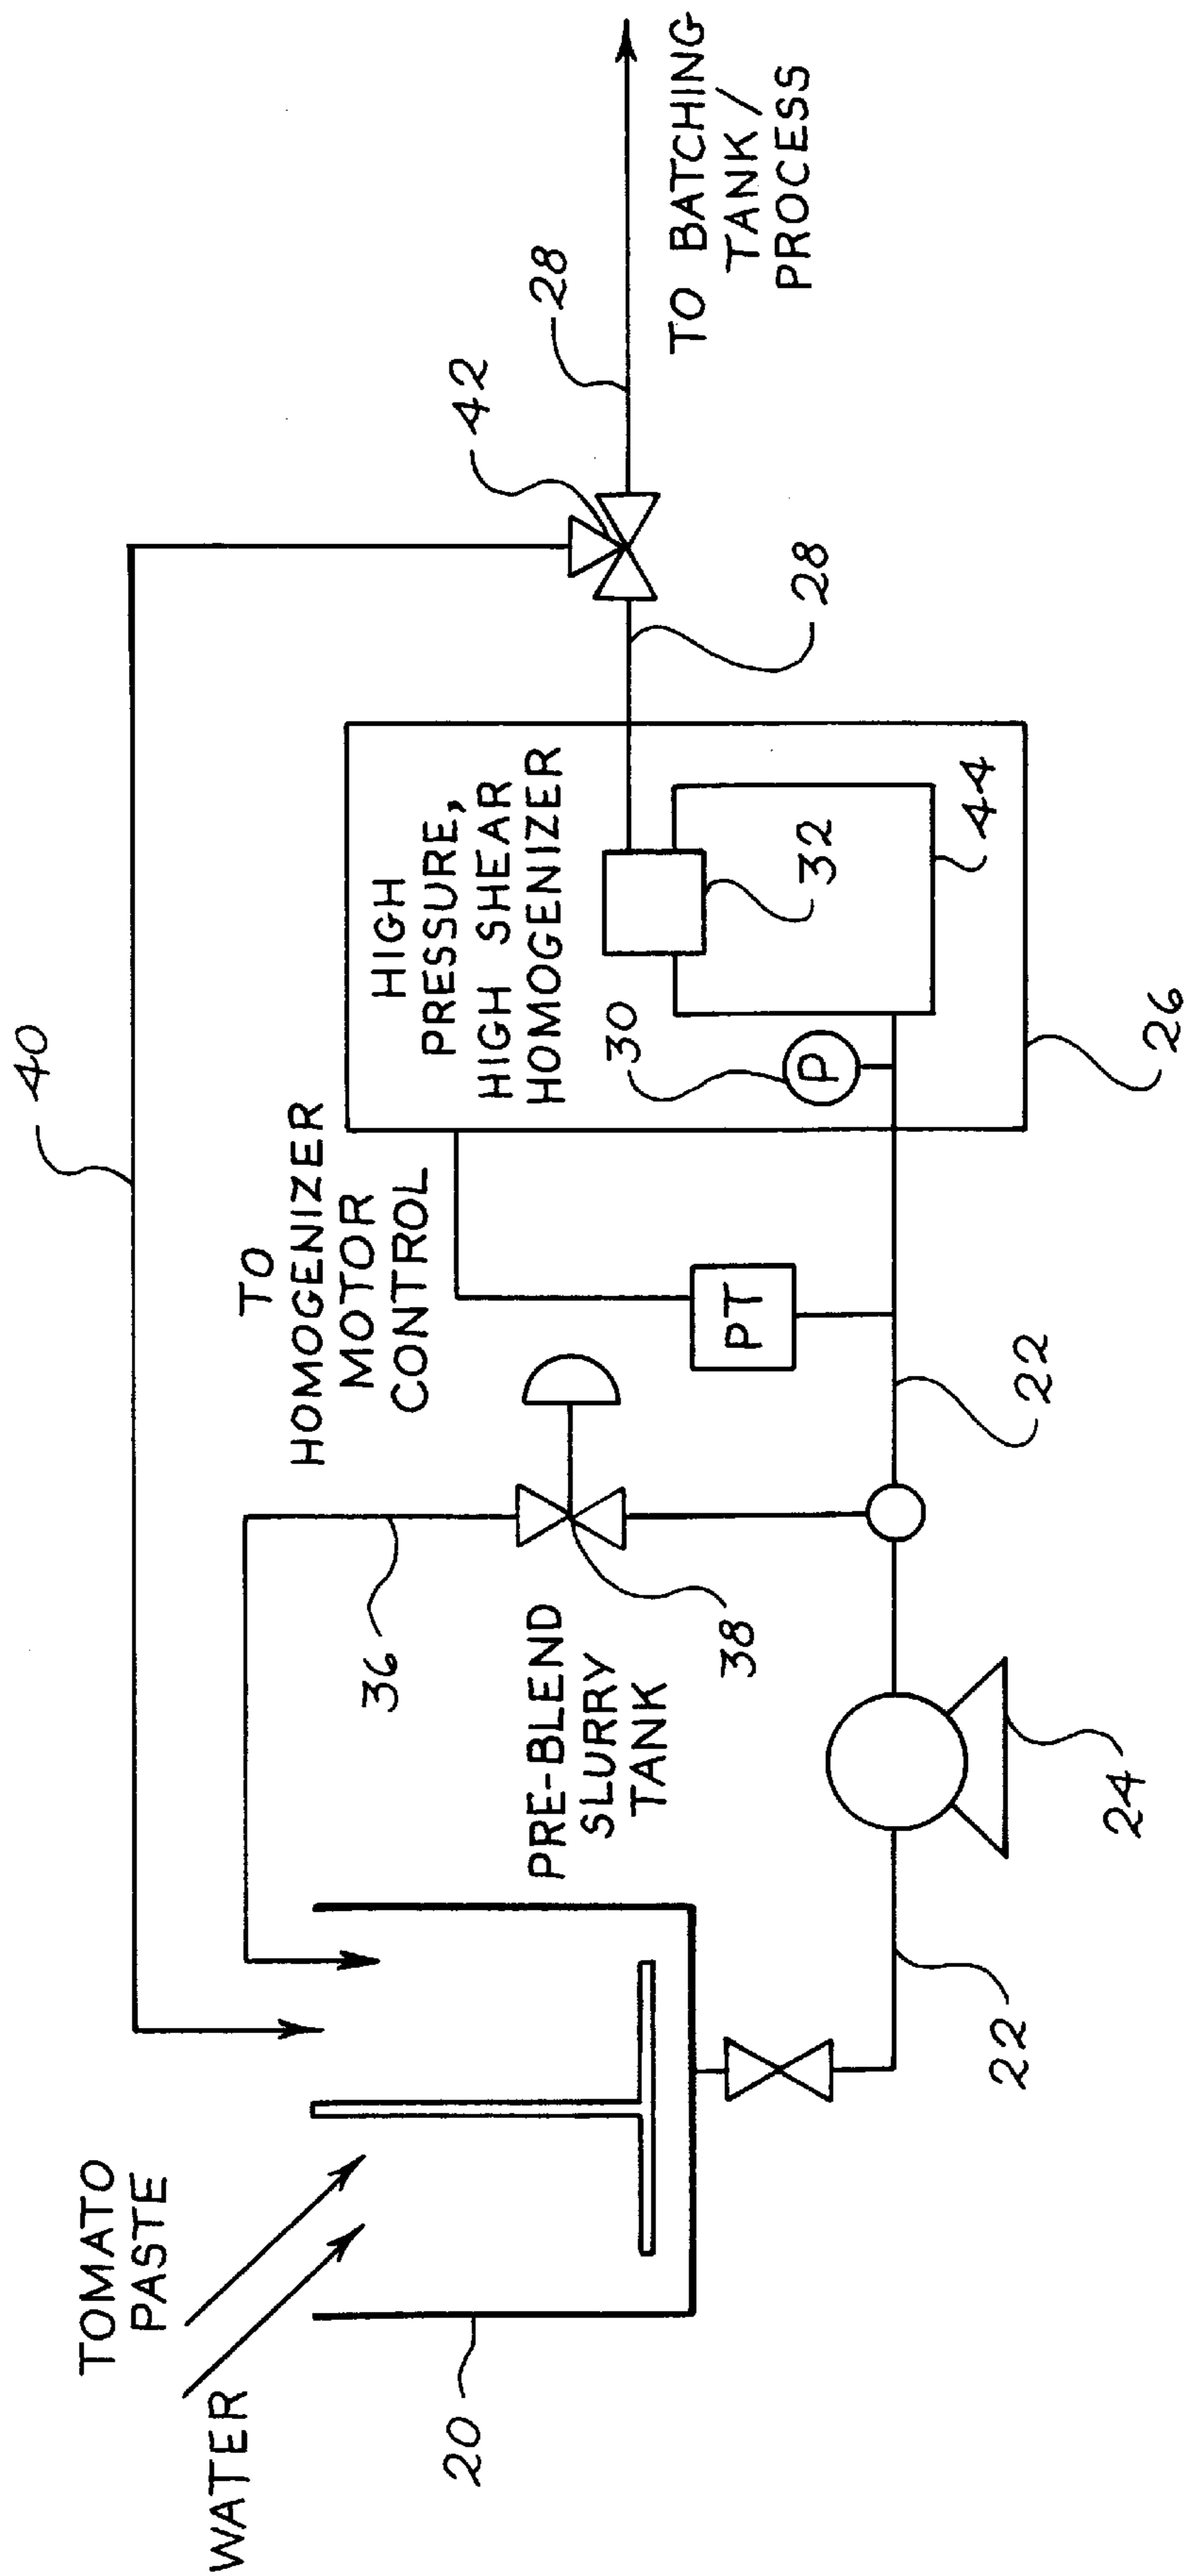 40
TOMATO
PASTE
WATER
20
36
PRE-BLEND
SLURRY
TANK
38
22
24
TO
HOMOGENIZER
MOTOR
CONTROL
PT
22
HIGH
PRESSURE,
HIGH SHEAR
HOMOGENIZER
30
P
32
44
26
28
42
28
TO BATCHING
TANK/
PROCESS